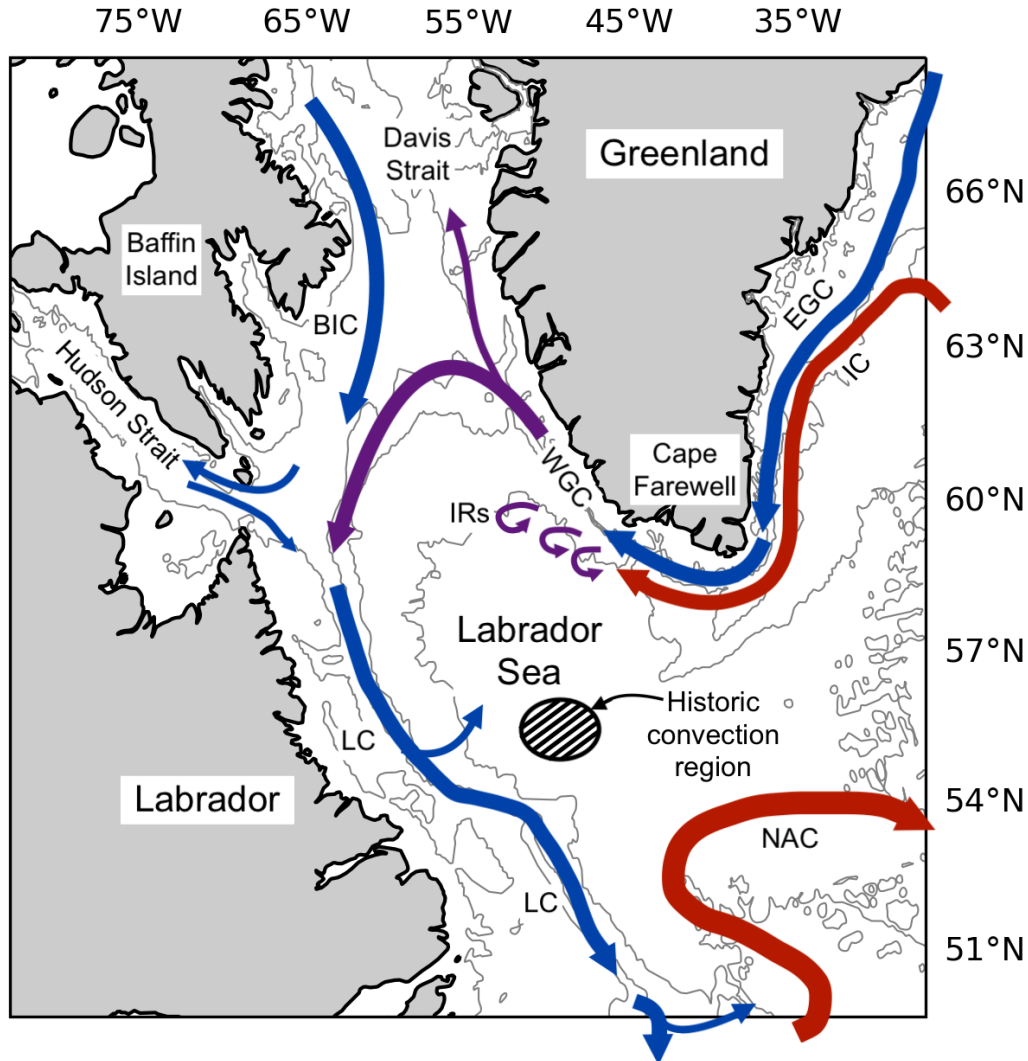 75°W 65°W 55°W 45°W 35°W
Davis
Strait
Greenland
66°N
Baffin
Island
EGC
BIC
63°N
IC
Hudson Strait
WGC
Cape
Farewell
60°N
IRs
Labrador
Sea
57°N
Historic
convection
region
LC
Labrador
54°N
NAC
LC
51°N